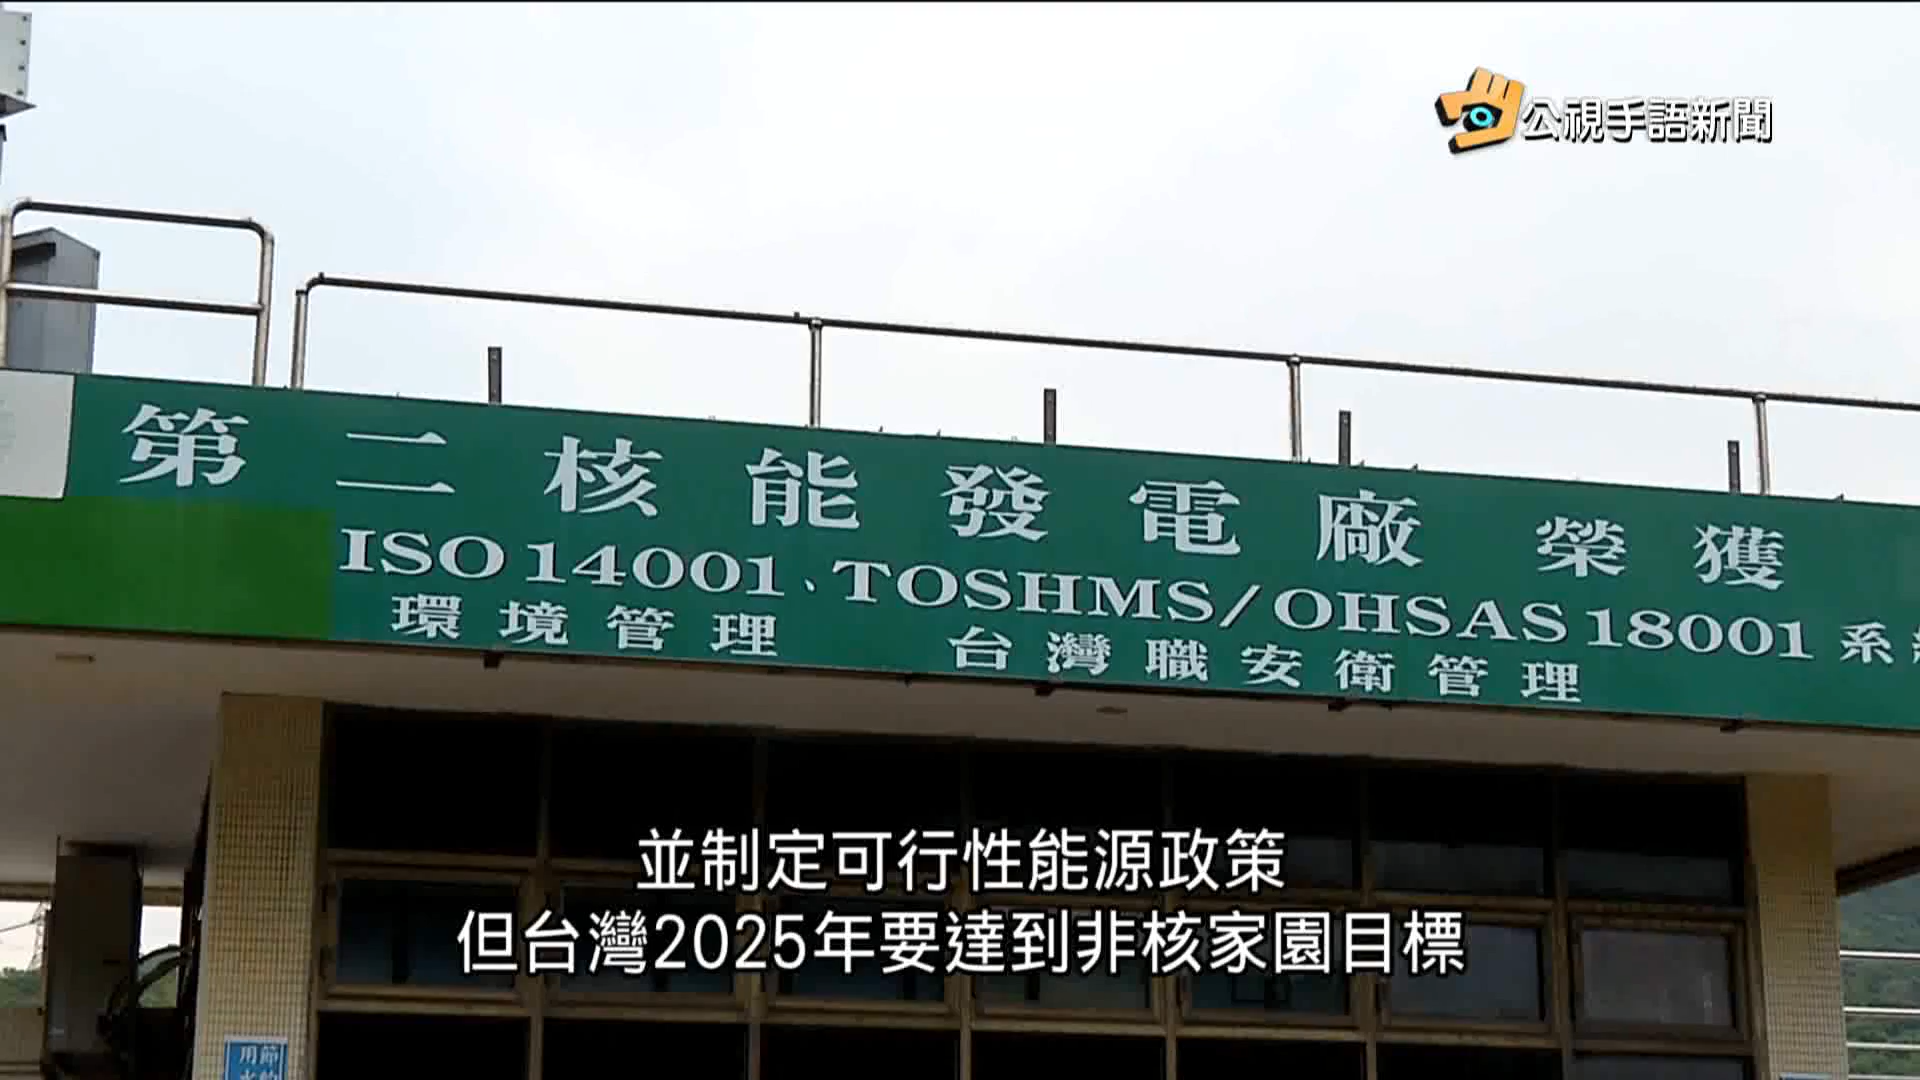 公視手語新聞
第二核能發電廠 榮獲
ISO 14001、TOSHMS/OHSAS 18001 系
環境管理 台灣職安衛管理
並制定可行性能源政策
但台灣2025年要達到非核家園目標
節
用